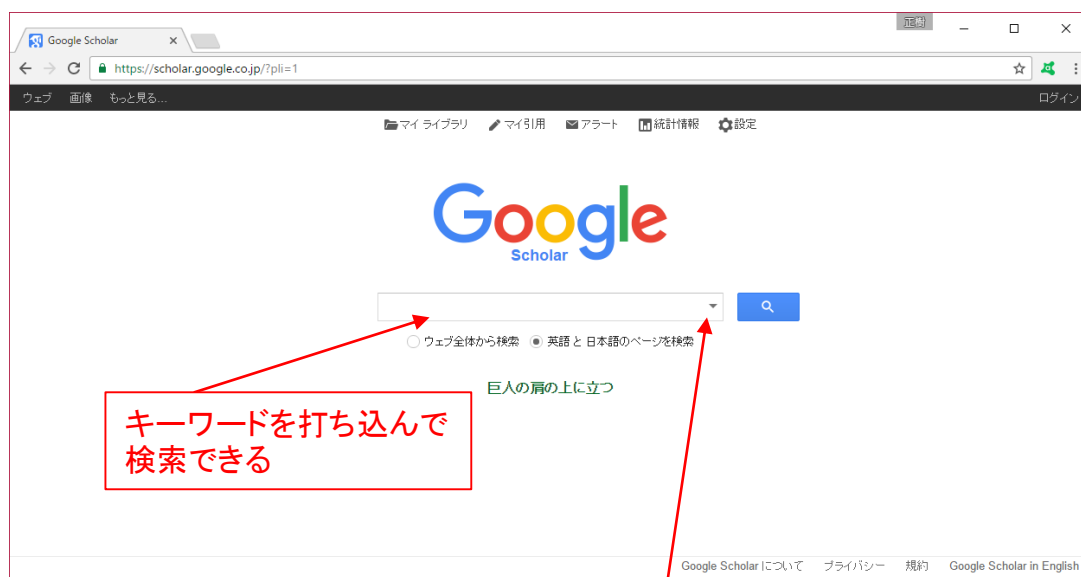 正樹
Google Scholar
https://scholar.google.co.jp/?pli=1
ウェブ 画像 もっと見る... ログイン
マイ ライブラリ マイ引用 アラート 統計情報 設定
Google
Scholar
ウェブ全体から検索 英語 と 日本語のページを検索
巨人の肩の上に立つ
キーワードを打ち込んで
検索できる
Google Scholar について プライバシー 規約 Google Scholar in English